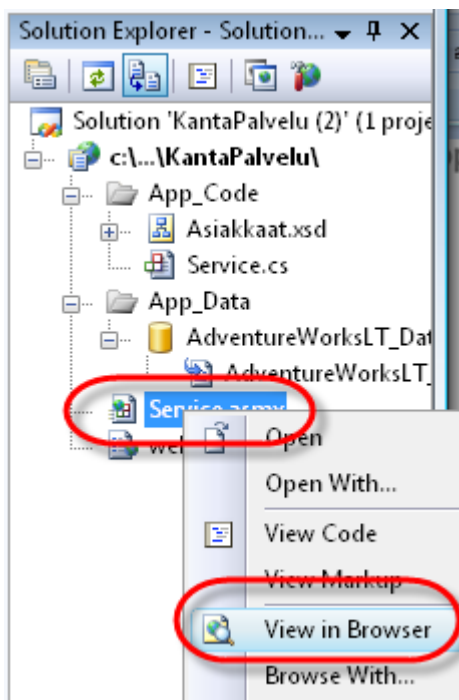 Solution Explorer - Solution...
Solution 'KantaPalvelu (2)' (1 proje
c:\...\KantaPalvelu\
App_Code
Asiakkaat.xsd
Service.cs
App_Data
AdventureWorksLT_Dat
AdventureWorksLT_
Service.asmx
we
Open
Open With...
View Code
View Markup
View in Browser
Browse With...